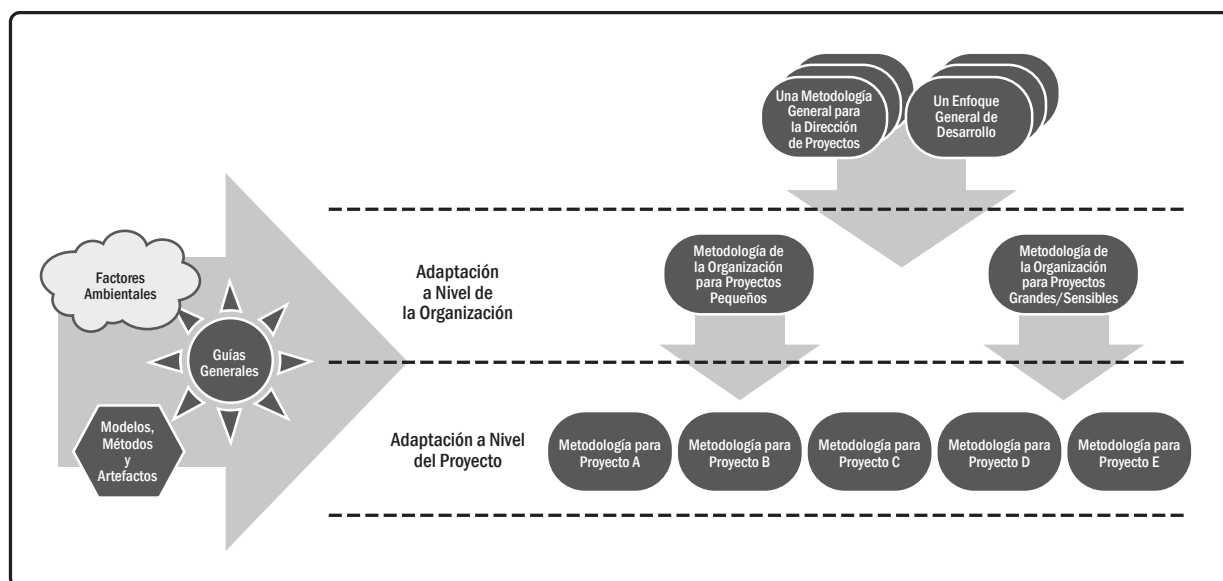 Una Metodología
General para
la Dirección
de Proyectos
Un Enfoque
General de
Desarrollo
Factores
Ambientales
Guías
Generales
Modelos,
Métodos
y
Artefactos
Adaptación
a Nivel de
la Organización
Metodología de
la Organización
para Proyectos
Pequeños
Metodología de
la Organización
para Proyectos
Grandes/Sensibles
Adaptación a Nivel
del Proyecto
Metodología para
Proyecto A
Metodología para
Proyecto B
Metodología para
Proyecto C
Metodología para
Proyecto D
Metodología para
Proyecto E